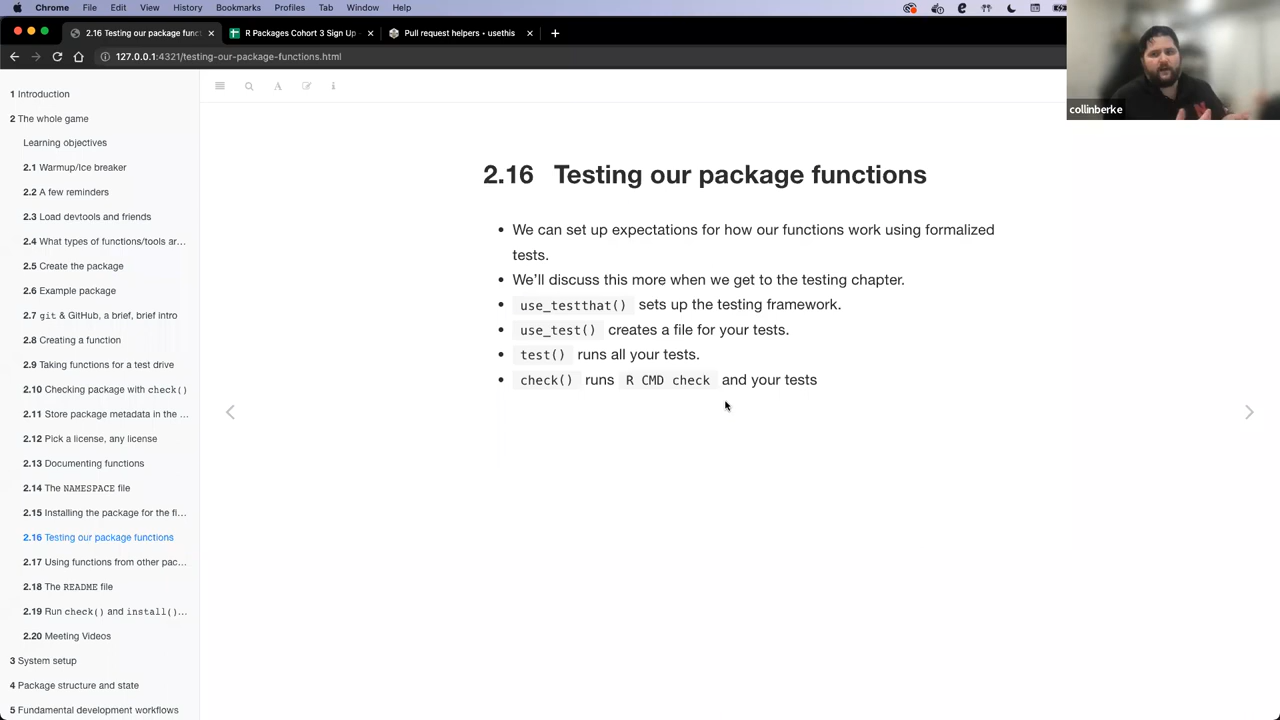 Chrome File Edit View History Bookmarks Profiles Tab Window Help
2.16 Testing our package func
R Packages Cohort 3 Sign Up
Pull request helpers • usethis
127.0.0.1:4321/testing-our-package-functions.html
collinberke
1 Introduction
2 The whole game
Learning objectives
2.1 Warmup/Ice breaker
2.2 A few reminders
2.3 Load devtools and friends
2.4 What types of functions/tools ar…
2.5 Create the package
2.6 Example package
2.7 git & GitHub, a brief, brief intro
2.8 Creating a function
2.9 Taking functions for a test drive
2.10 Checking package with check()
2.11 Store package metadata in the …
2.12 Pick a license, any license
2.13 Documenting functions
2.14 The NAMESPACE file
2.15 Installing the package for the fi…
2.16 Testing our package functions
2.17 Using functions from other pac…
2.18 The README file
2.19 Run check() and install()…
2.20 Meeting Videos
3 System setup
4 Package structure and state
5 Fundamental development workflows
2.16 Testing our package functions
• We can set up expectations for how our functions work using formalized
tests.
• We'll discuss this more when we get to the testing chapter.
• use_testthat() sets up the testing framework.
• use_test() creates a file for your tests.
• test() runs all your tests.
• check() runs R CMD check and your tests